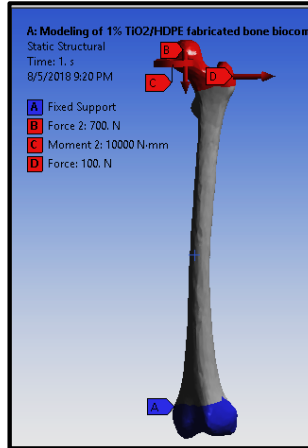 A: Modeling of 1% TiO2/HDPE fabricated bone biocom
Static Structural
Time: 1. s
8/5/2018 9:20 PM
A Fixed Support
B Force 2: 700. N
C Moment 2: 10000 N·mm
D Force: 100. N
B
C
D
A